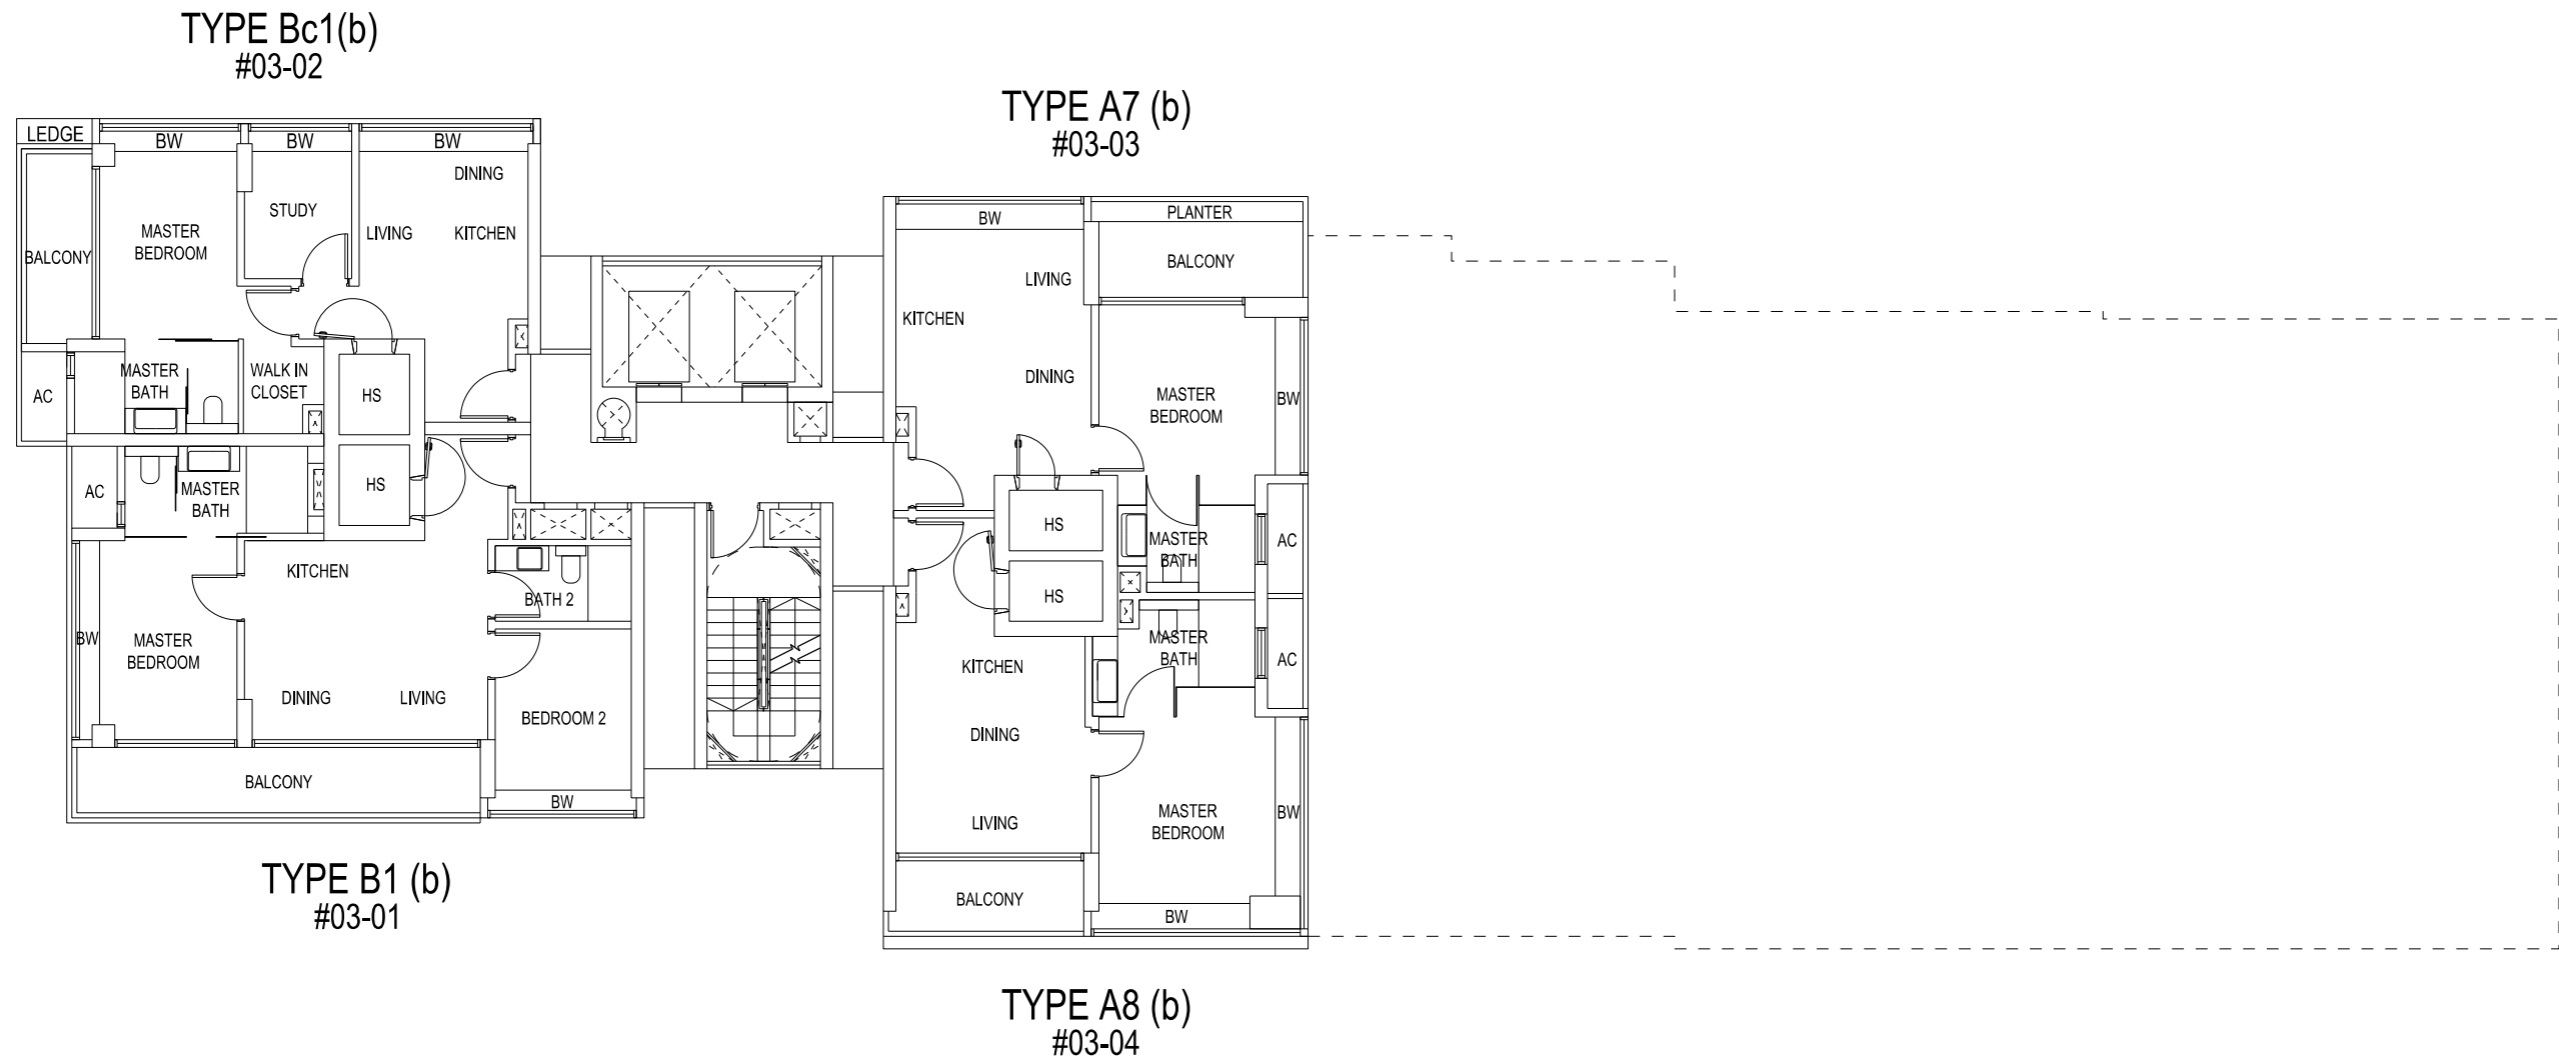 TYPE Bc1(b)
#03-02
LEDGE
BW
BW
BW
DINING
STUDY
MASTER
BEDROOM
LIVING
KITCHEN
BALCONY
MASTER
BATH
WALK IN
CLOSET
HS
AC
AC
MASTER
BATH
HS
KITCHEN
BATH 2
BW
MASTER
BEDROOM
DINING
LIVING
BEDROOM 2
BALCONY
BW
TYPE B1 (b)
#03-01
TYPE A7 (b)
#03-03
BW
PLANTER
BALCONY
LIVING
KITCHEN
DINING
MASTER
BEDROOM
BW
HS
MASTER
BATH
AC
HS
MASTER
BATH
AC
KITCHEN
DINING
LIVING
MASTER
BEDROOM
BW
BALCONY
BW
TYPE A8 (b)
#03-04